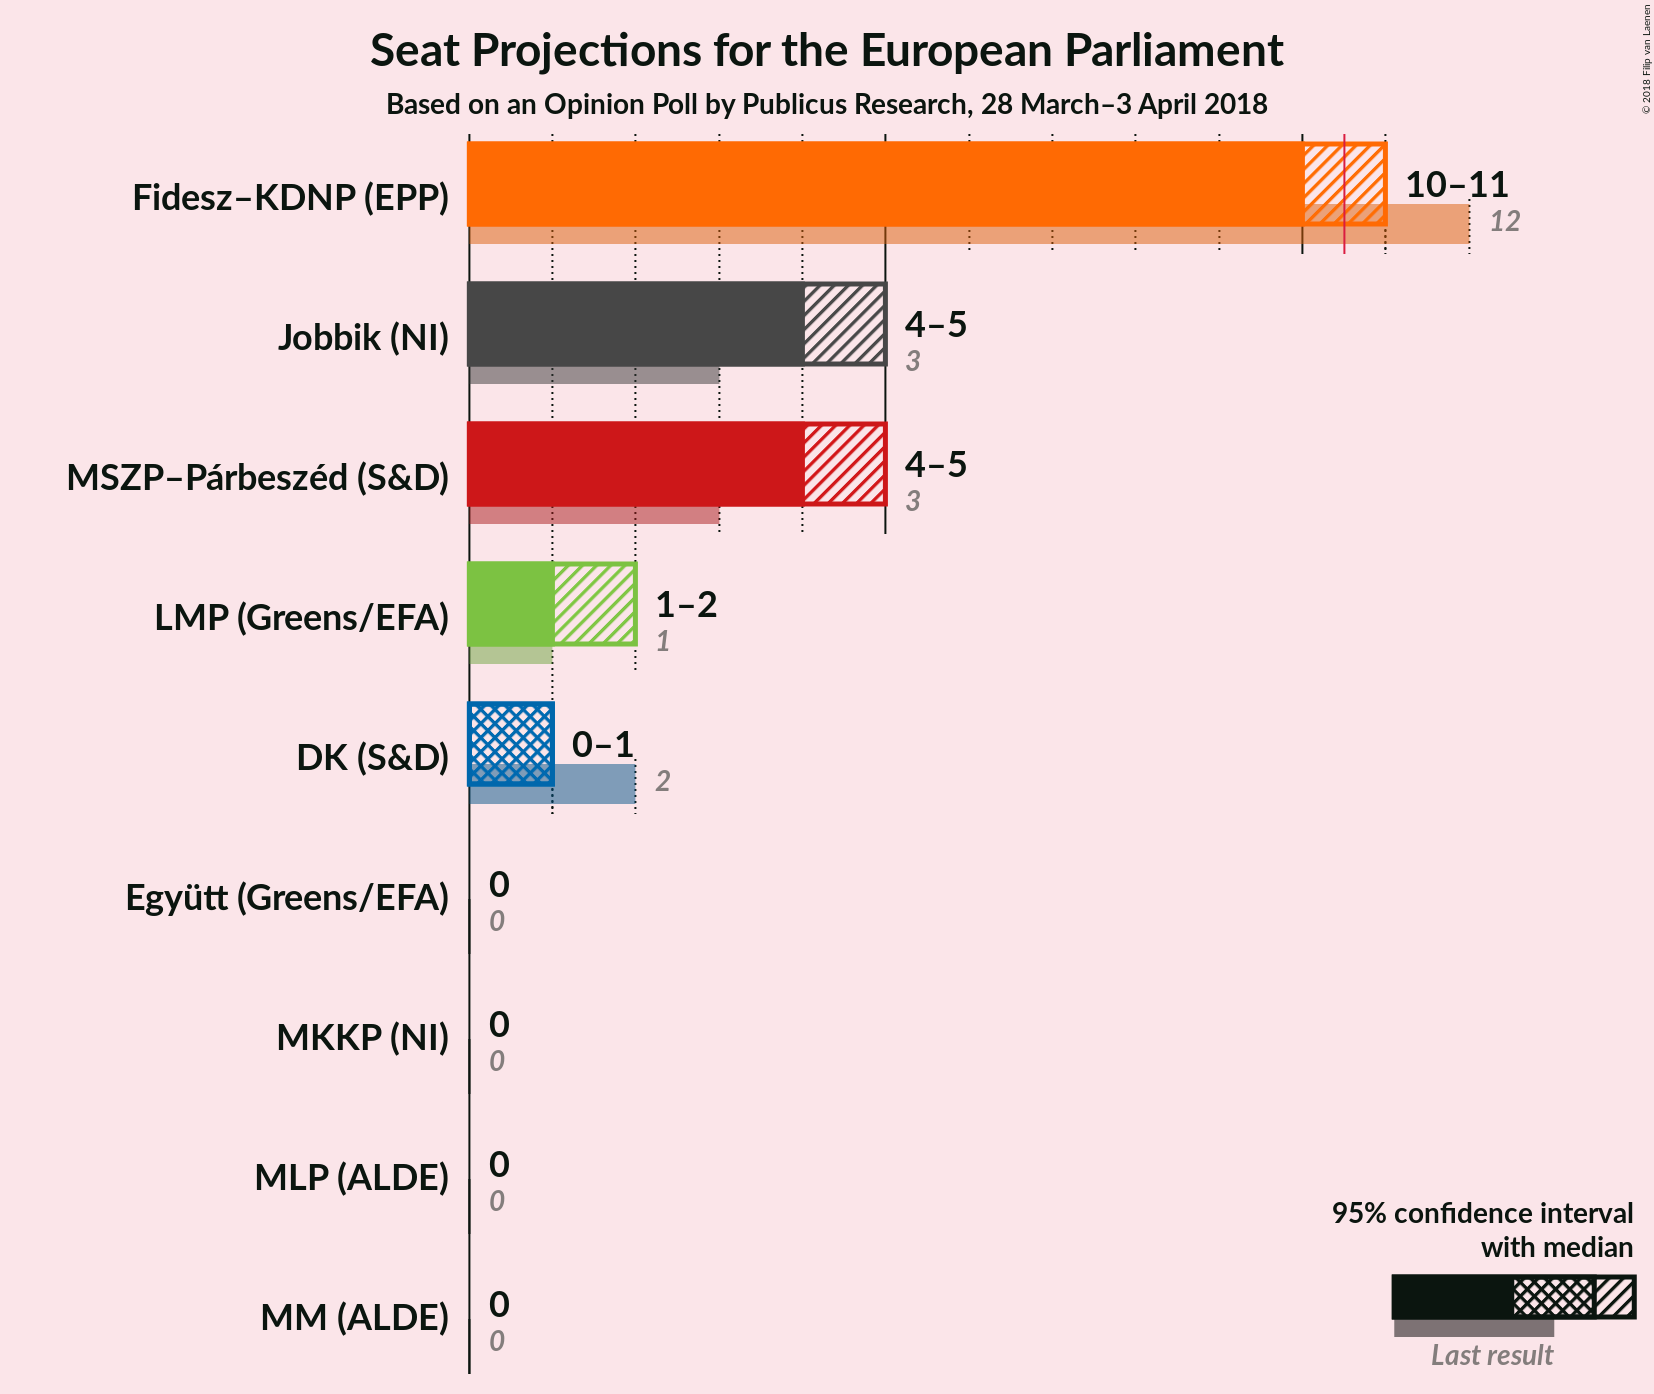 Seat Projections for the European Parliament
Based on an Opinion Poll by Publicus Research, 28 March–3 April 2018
© 2018 Filip van Laenen
Fidesz–KDNP (EPP)
10–11
12
Jobbik (NI)
4–5
3
MSZP–Párbeszéd (S&D)
4–5
3
LMP (Greens/EFA)
1–2
1
DK (S&D)
0–1
2
Együtt (Greens/EFA)
0
0
MKKP (NI)
0
0
MLP (ALDE)
0
0
MM (ALDE)
0
0
95% confidence interval
with median
Last result